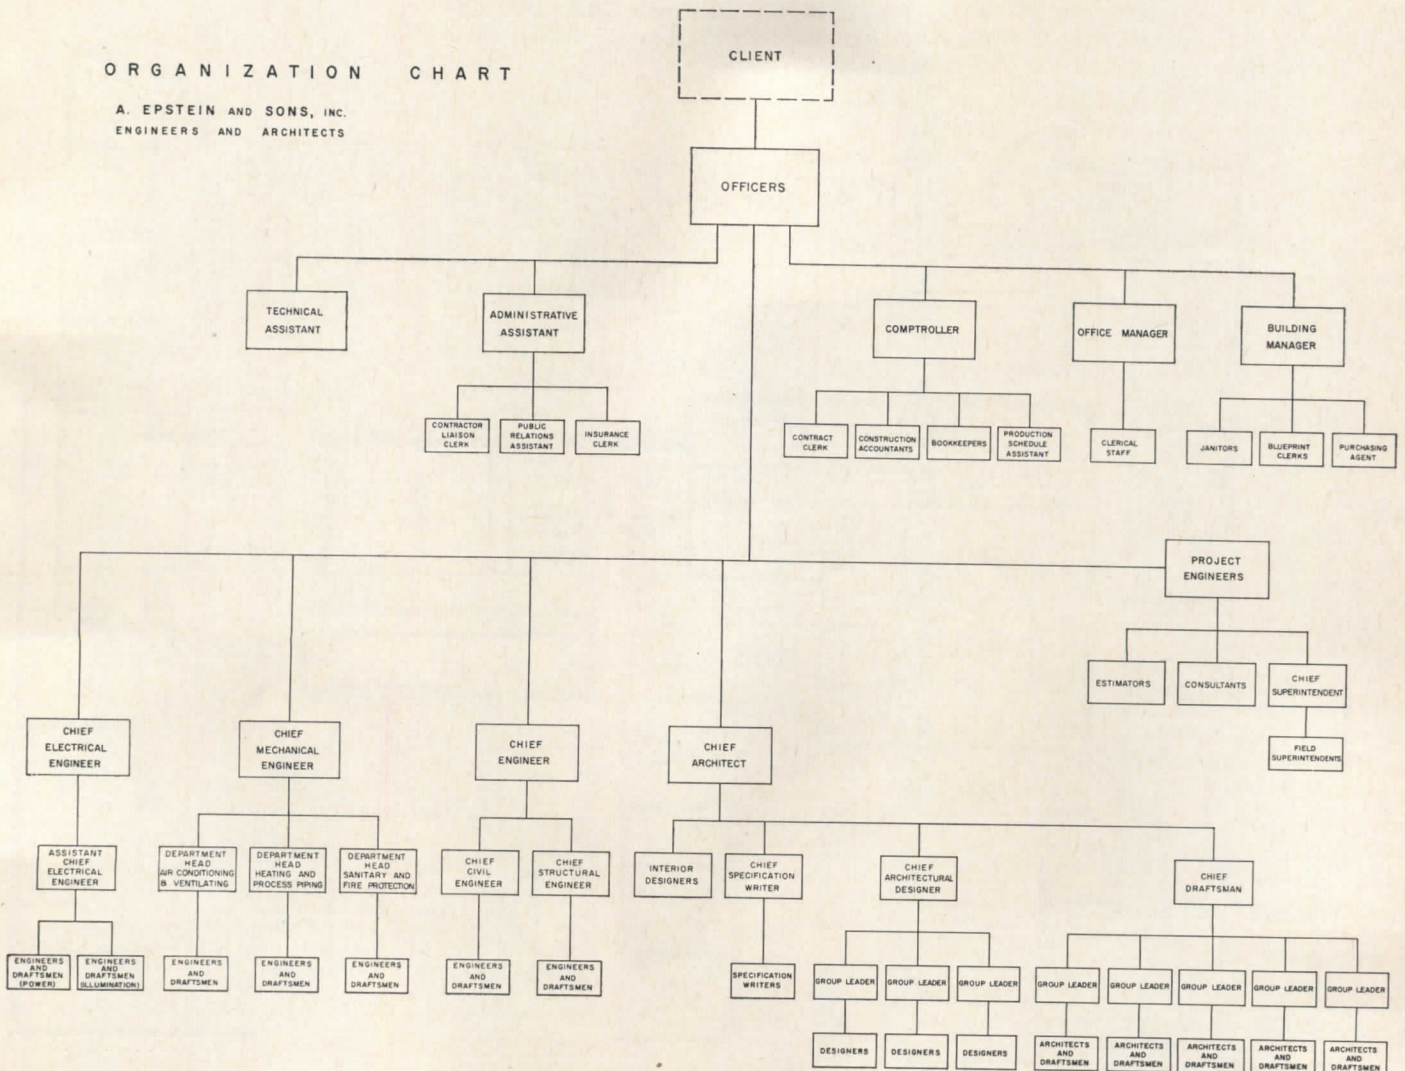 CLIENT
ORGANIZATION CHART
A. EPSTEIN AND SONS, INC.
ENGINEERS AND ARCHITECTS
OFFICERS
TECHNICAL
ASSISTANT
ADMINISTRATIVE
ASSISTANT
COMPTROLLER
OFFICE MANAGER
BUILDING
MANAGER
CONTRACTOR
LIAISON
CLERK
PUBLIC
RELATIONS
ASSISTANT
INSURANCE
CLERK
CONTRACT
CLERK
CONSTRUCTION
ACCOUNTANTS
BOOKKEEPERS
PRODUCTION
SCHEDULE
ASSISTANT
CLERICAL
STAFF
JANITORS
BLUEPRINT
CLERKS
PURCHASING
AGENT
PROJECT
ENGINEERS
ESTIMATORS
CONSULTANTS
CHIEF
SUPERINTENDENT
FIELD
SUPERINTENDENTS
CHIEF
ELECTRICAL
ENGINEER
CHIEF
MECHANICAL
ENGINEER
CHIEF
ENGINEER
CHIEF
ARCHITECT
ASSISTANT
CHIEF
ELECTRICAL
ENGINEER
DEPARTMENT
HEAD
AIR CONDITIONING
& VENTILATING
DEPARTMENT
HEAD
HEATING AND
PROCESS PIPING
DEPARTMENT
HEAD
SANITARY AND
FIRE PROTECTION
CHIEF
CIVIL
ENGINEER
CHIEF
STRUCTURAL
ENGINEER
INTERIOR
DESIGNERS
CHIEF
SPECIFICATION
WRITER
CHIEF
ARCHITECTURAL
DESIGNER
CHIEF
DRAFTSMAN
ENGINEERS
AND
DRAFTSMEN
(POWER)
ENGINEERS
AND
DRAFTSMEN
(ILLUMINATION)
ENGINEERS
AND
DRAFTSMEN
ENGINEERS
AND
DRAFTSMEN
ENGINEERS
AND
DRAFTSMEN
ENGINEERS
AND
DRAFTSMEN
ENGINEERS
AND
DRAFTSMEN
SPECIFICATION
WRITERS
GROUP LEADER
GROUP LEADER
GROUP LEADER
GROUP LEADER
GROUP LEADER
GROUP LEADER
GROUP LEADER
GROUP LEADER
DESIGNERS
DESIGNERS
DESIGNERS
ARCHITECTS
AND
DRAFTSMEN
ARCHITECTS
AND
DRAFTSMEN
ARCHITECTS
AND
DRAFTSMEN
ARCHITECTS
AND
DRAFTSMEN
ARCHITECTS
AND
DRAFTSMEN